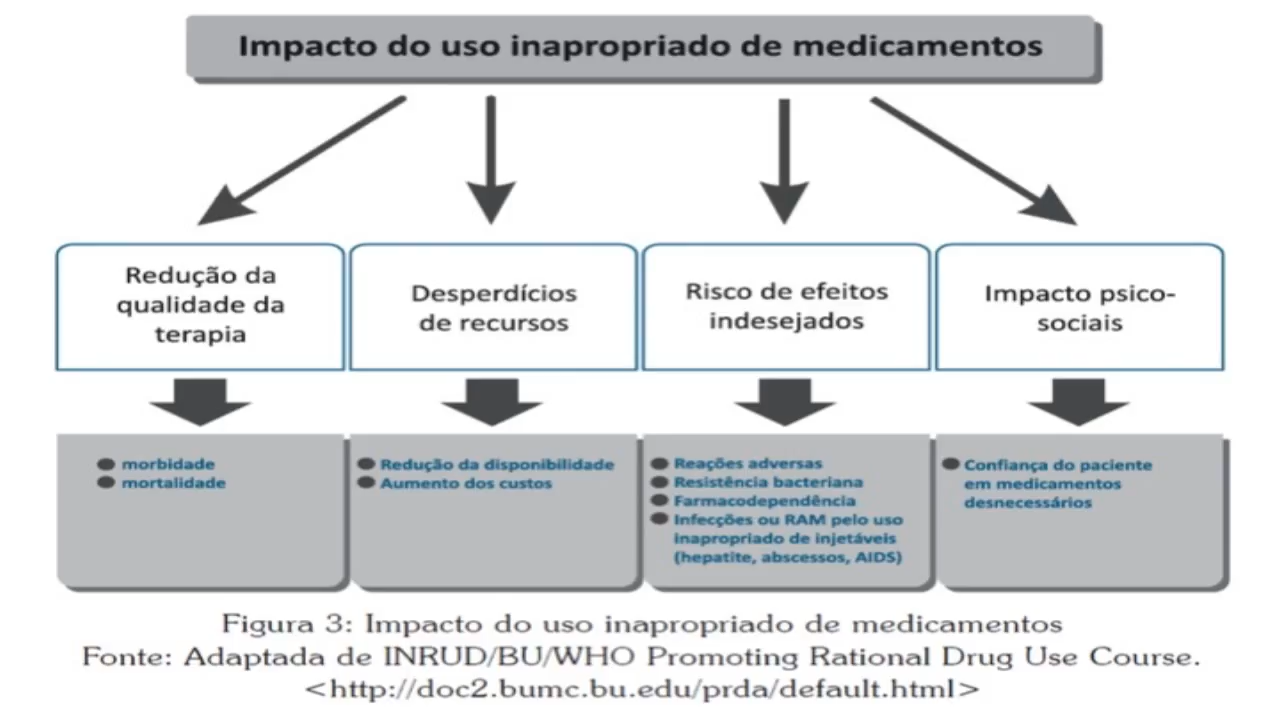 Impacto do uso inapropriado de medicamentos
Redução da
qualidade da
terapia
Desperdícios
de recursos
Risco de efeitos
indesejados
Impacto psico-
sociais
morbidade
mortalidade
Redução da disponibilidade
Aumento dos custos
Reações adversas
Resistência bacteriana
Farmacodependência
Infecções ou RAM pelo uso
inapropriado de injetáveis
(hepatite, abscessos, AIDS)
Confiança do paciente
em medicamentos
desnecessários
Figura 3: Impacto do uso inapropriado de medicamentos
Fonte: Adaptada de INRUD/BU/WHO Promoting Rational Drug Use Course.
<http://doc2.bumc.bu.edu/prda/default.html>